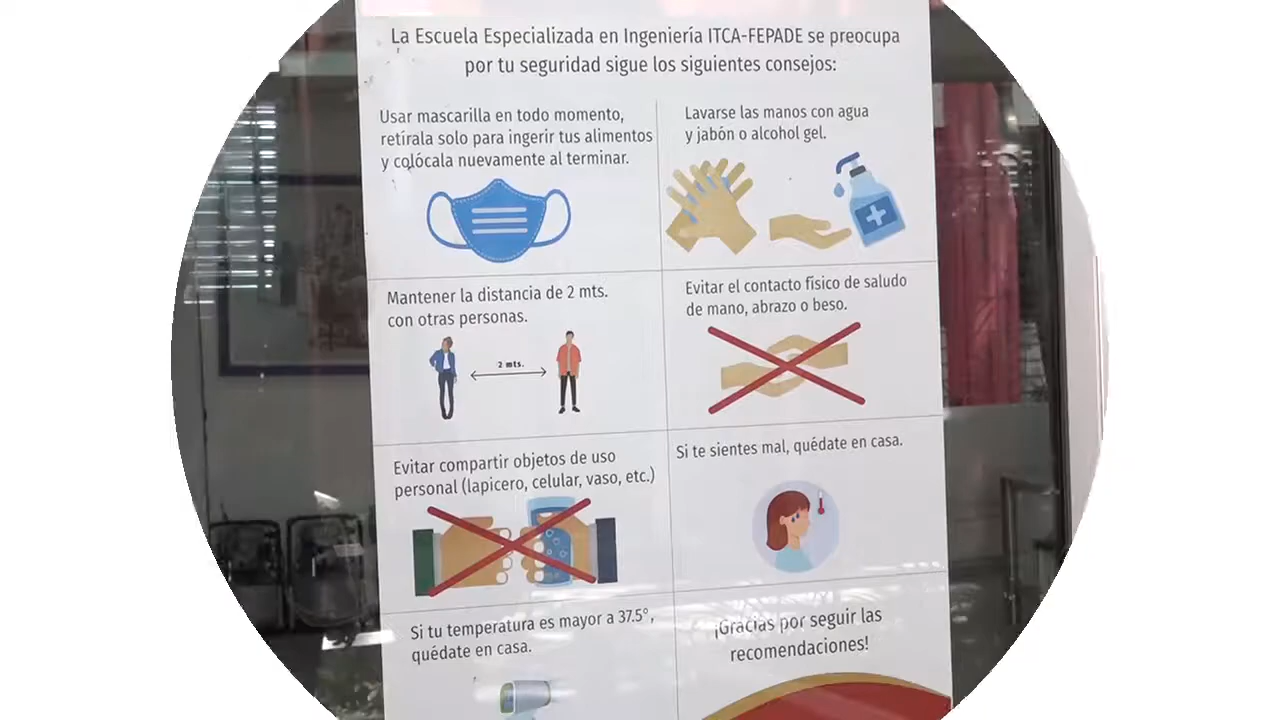 La Escuela Especializada en Ingeniería ITCA-FEPADE se preocupa
por tu seguridad sigue los siguientes consejos:
Usar mascarilla en todo momento,
retírala solo para ingerir tus alimentos
y colócala nuevamente al terminar.
Lavarse las manos con agua
y jabón o alcohol gel.
Mantener la distancia de 2 mts.
con otras personas.
2 mts.
Evitar el contacto físico de saludo
de mano, abrazo o beso.
Evitar compartir objetos de uso
personal (lapicero, celular, vaso, etc.)
Si te sientes mal, quédate en casa.
Si tu temperatura es mayor a 37.5°,
quédate en casa.
¡Gracias por seguir las
recomendaciones!